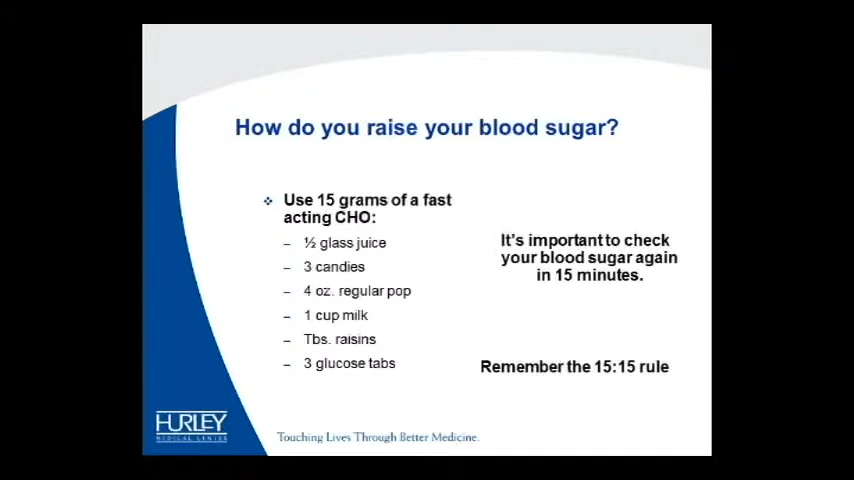 How do you raise your blood sugar?
❖ Use 15 grams of a fast
acting CHO:
– ½ glass juice
– 3 candies
– 4 oz. regular pop
– 1 cup milk
– Tbs. raisins
– 3 glucose tabs
It's important to check
your blood sugar again
in 15 minutes.
Remember the 15:15 rule
HURLEY
MEDICAL CENTER
Touching Lives Through Better Medicine.